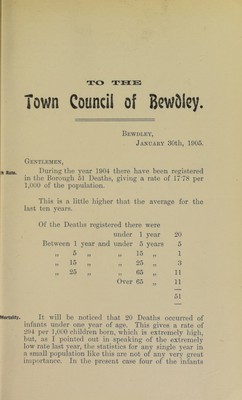 TO THE
Town Council of Bewdley.
BEWDLEY,
JANUARY 30th, 1905.
GENTLEMEN,
h Rate. During the year 1904 there have been registered
in the Borough 51 Deaths, giving a rate of 17·78 per
1,000 of the population.
This is a little higher that the average for the
last ten years.
Of the Deaths registered there were
under 1 year 20
Between 1 year and under 5 years 5
„ 5 „ „ 15 „ 1
„ 15 „ „ 25 „ 3
„ 25 „ „ 65 „ 11
Over 65 „ 11
51
Mortality. It will be noticed that 20 Deaths occurred of
infants under one year of age. This gives a rate of
294 per 1,000 children born, which is extremely high,
but, as I pointed out in speaking of the extremely
low rate last year, the statistics for any single year in
a small population like this are not of any very great
importance. In the present case four of the infants